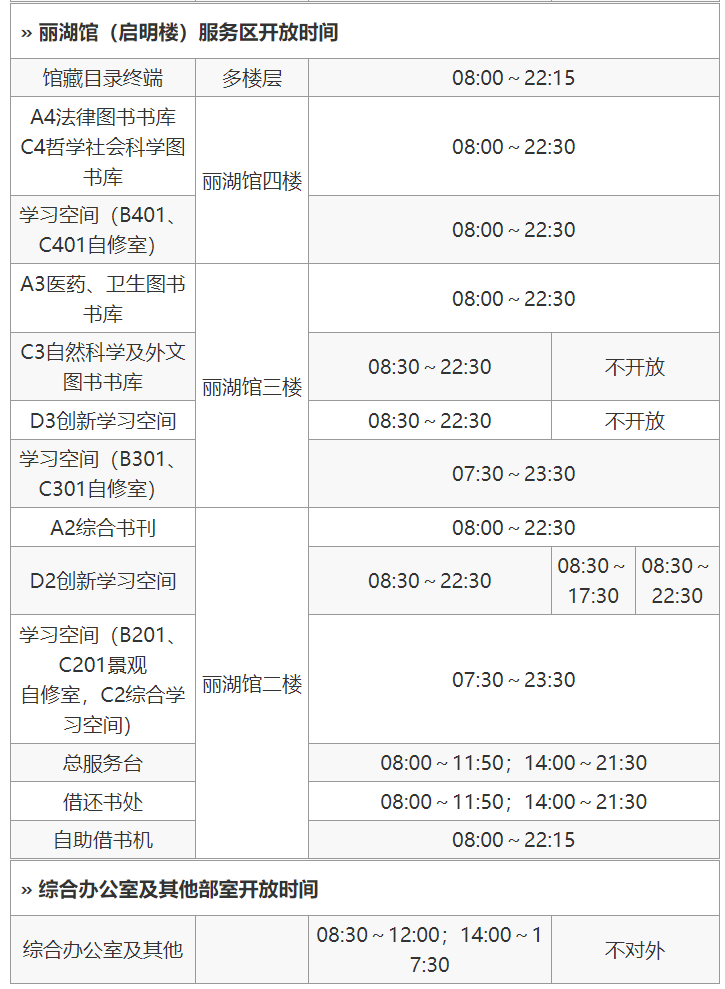 » 丽湖馆（启明楼）服务区开放时间
馆藏目录终端 多楼层 08:00～22:15
A4法律图书书库
C4哲学社会科学图
书库
08:00～22:30
丽湖馆四楼
学习空间（B401、
C401自修室）
08:00～22:30
A3医药、卫生图书
书库
08:00～22:30
C3自然科学及外文
图书书库
08:30～22:30 不开放
丽湖馆三楼
D3创新学习空间 08:30～22:30 不开放
学习空间（B301、
C301自修室）
07:30～23:30
A2综合书刊 08:00～22:30
D2创新学习空间 08:30～22:30
08:30～
17:30
08:30～
22:30
学习空间（B201、
C201景观
自修室，C2综合学
习空间）
丽湖馆二楼
07:30～23:30
总服务台 08:00～11:50；14:00～21:30
借还书处 08:00～11:50；14:00～21:30
自助借书机 08:00～22:15
» 综合办公室及其他部室开放时间
综合办公室及其他
08:30～12:00；14:00～1
7:30
不对外